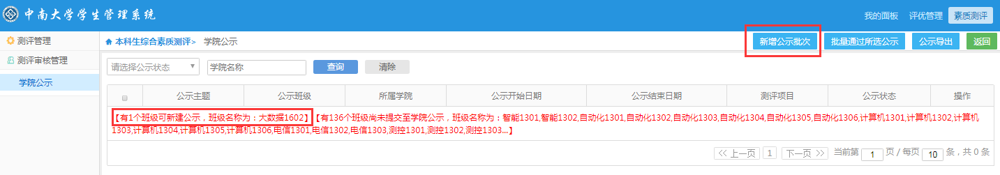 中南大学学生管理系统
我的面板 评优管理 素质测评
测评管理
测评审核管理
学院公示
本科生综合素质测评> 学院公示
新增公示批次 批量通过所选公示 公示导出 返回
请选择公示状态 学院名称 查询 清除
公示主题 公示班级 所属学院 公示开始日期 公示结束日期 测评项目 公示状态 操作
【有1个班级可新建公示，班级名称为：大数据1602】【有136个班级尚未提交至学院公示，班级名称为：智能1301,智能1302,自动化1301,自动化1302,自动化1303,自动化1304,自动化1305,自动化1306,计算机1301,计算机1302,计算机
1303,计算机1304,计算机1305,计算机1306,电信1301,电信1302,电信1303,测控1301,测控1302,测控1303...】
<< 上一页 1 下一页 >> 当前第 1 页 / 每页 10 条，共 0 条